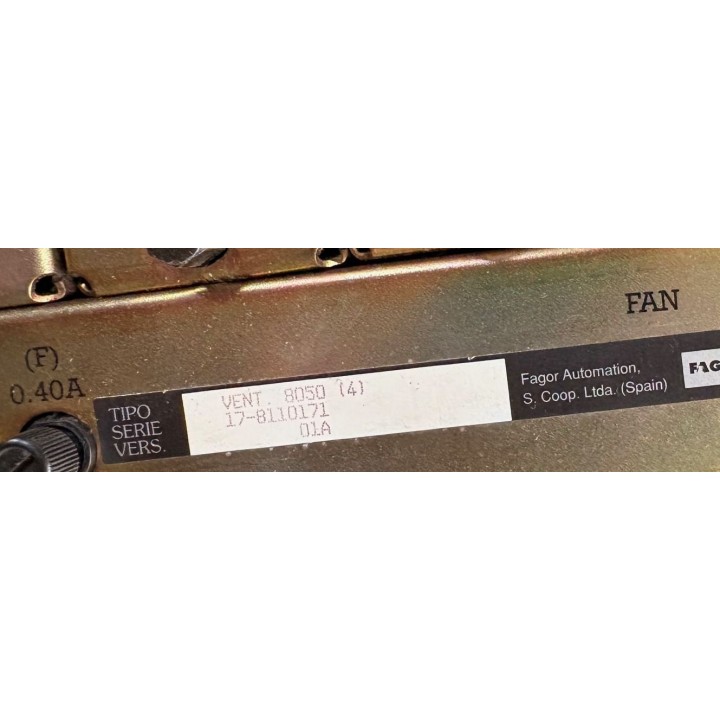 FAN
(F)
0.40A
TIPO VENT. 8050 (4)
SERIE 17-8110171
VERS. 01A
Fagor Automation,
S. Coop. Ltda. (Spain)
FAG